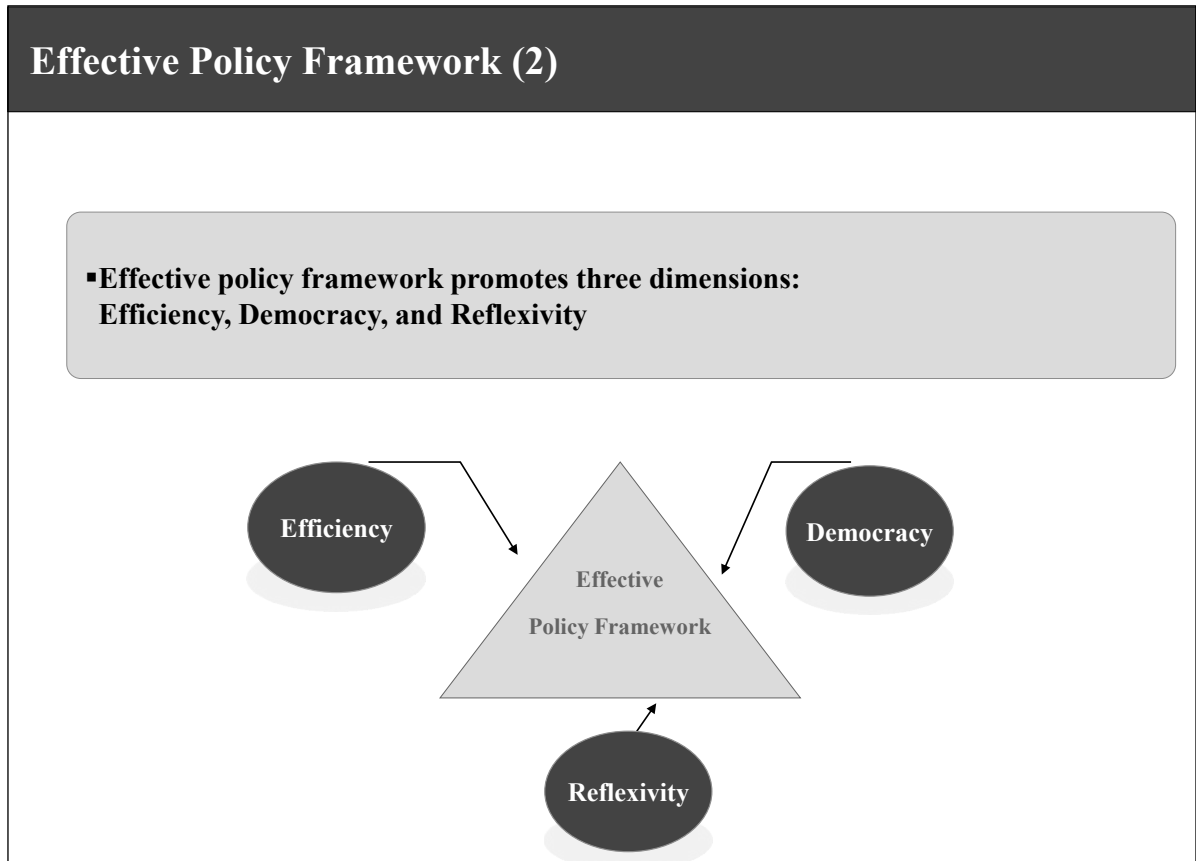 Effective Policy Framework (2)
▪Effective policy framework promotes three dimensions:
Efficiency, Democracy, and Reflexivity
Efficiency
Democracy
Effective
Policy Framework
Reflexivity